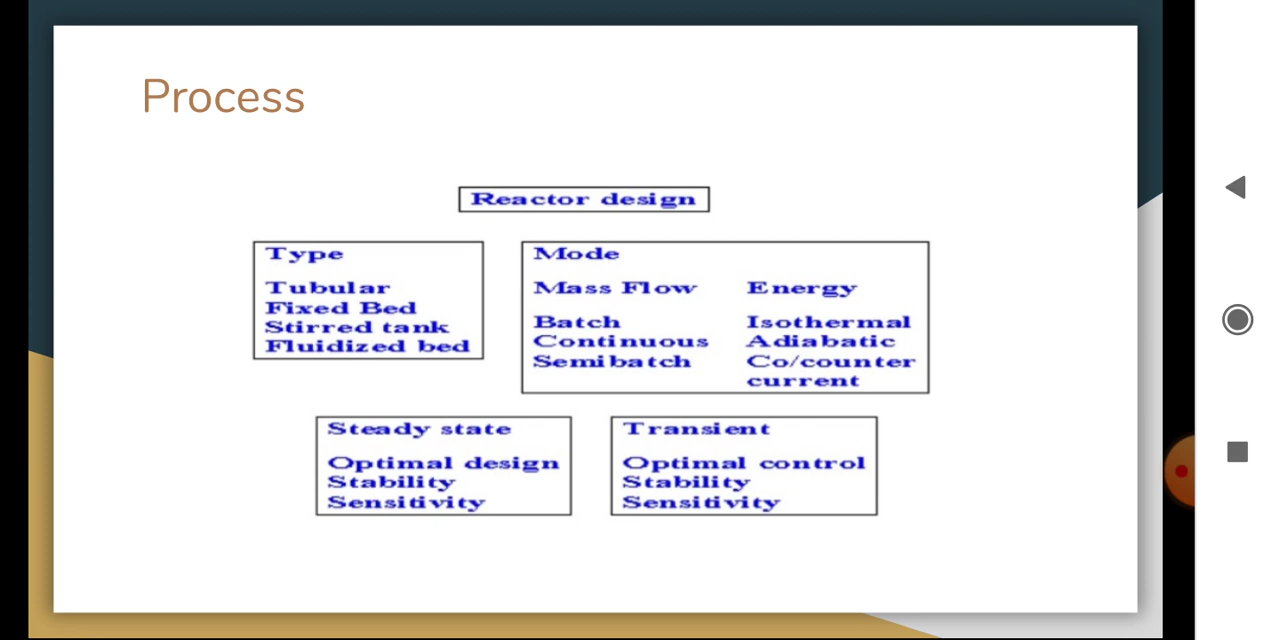 Process
Reactor design
Type
Tubular
Fixed Bed
Stirred tank
Fluidized bed
Mode
Mass Flow Energy
Batch Isothermal
Continuous Adiabatic
Semibatch Co/counter
current
Steady state
Optimal design
Stability
Sensitivity
Transient
Optimal control
Stability
Sensitivity